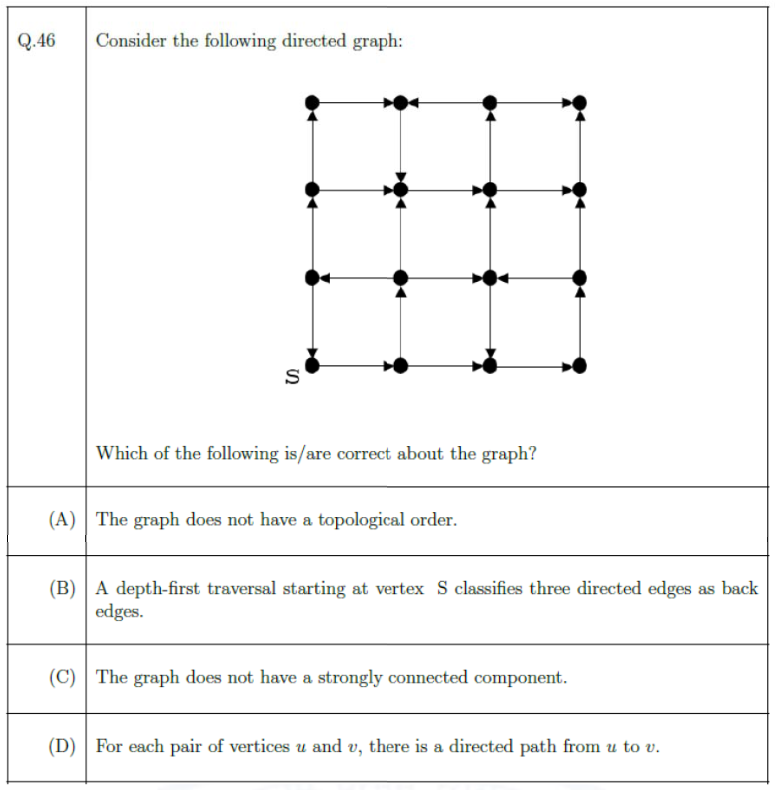 Q.46 Consider the following directed graph:
S
Which of the following is/are correct about the graph?
(A) The graph does not have a topological order.
(B) A depth-first traversal starting at vertex S classifies three directed edges as back
edges.
(C) The graph does not have a strongly connected component.
(D) For each pair of vertices u and v, there is a directed path from u to v.